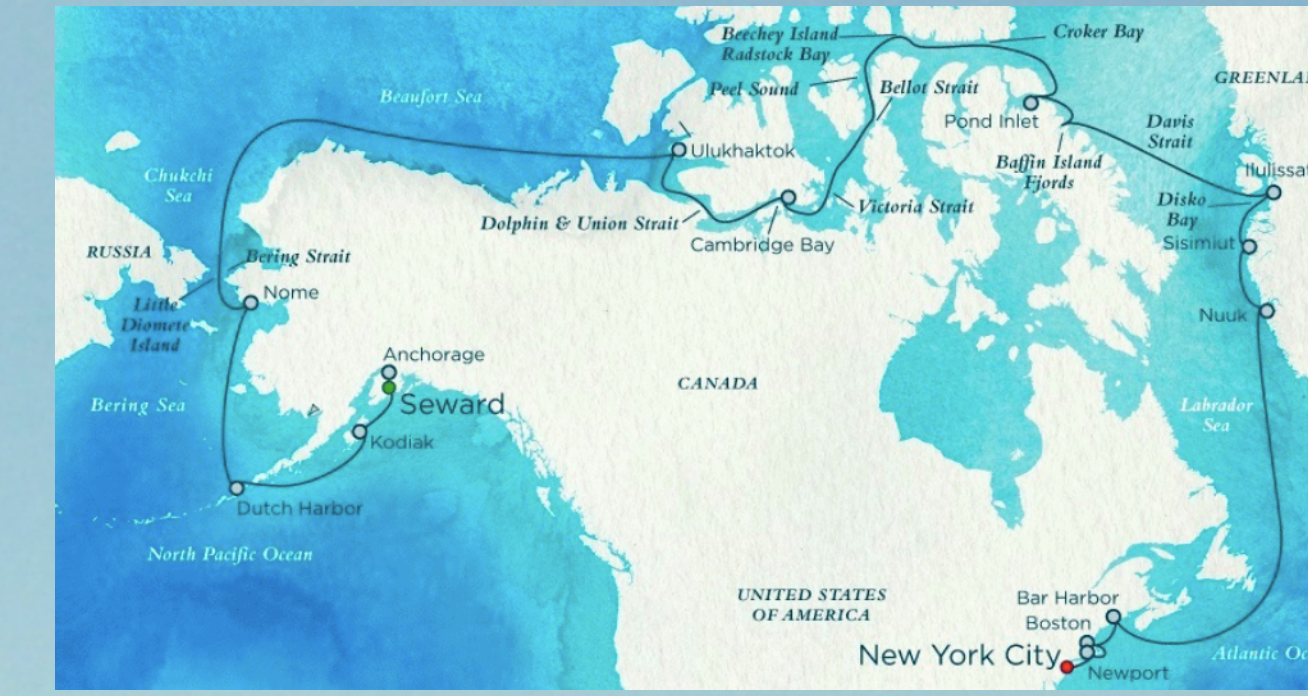 Beechey Island
Radstock Bay
Croker Bay
GREENLA
Beaufort Sea
Peel Sound
Bellot Strait
Pond Inlet
Davis
Strait
Ulukhaktok
Baffin Island
Fjords
Ilulissat
Chukchi
Sea
Disko
Bay
Dolphin & Union Strait
Victoria Strait
Cambridge Bay
Sisimiut
RUSSIA
Bering Strait
Nome
Little
Diomete
Island
Nuuk
Anchorage
Seward
CANADA
Bering Sea
Labrador
Sea
Kodiak
Dutch Harbor
North Pacific Ocean
UNITED STATES
OF AMERICA
Bar Harbor
Boston
New York City
Newport
Atlantic Oc